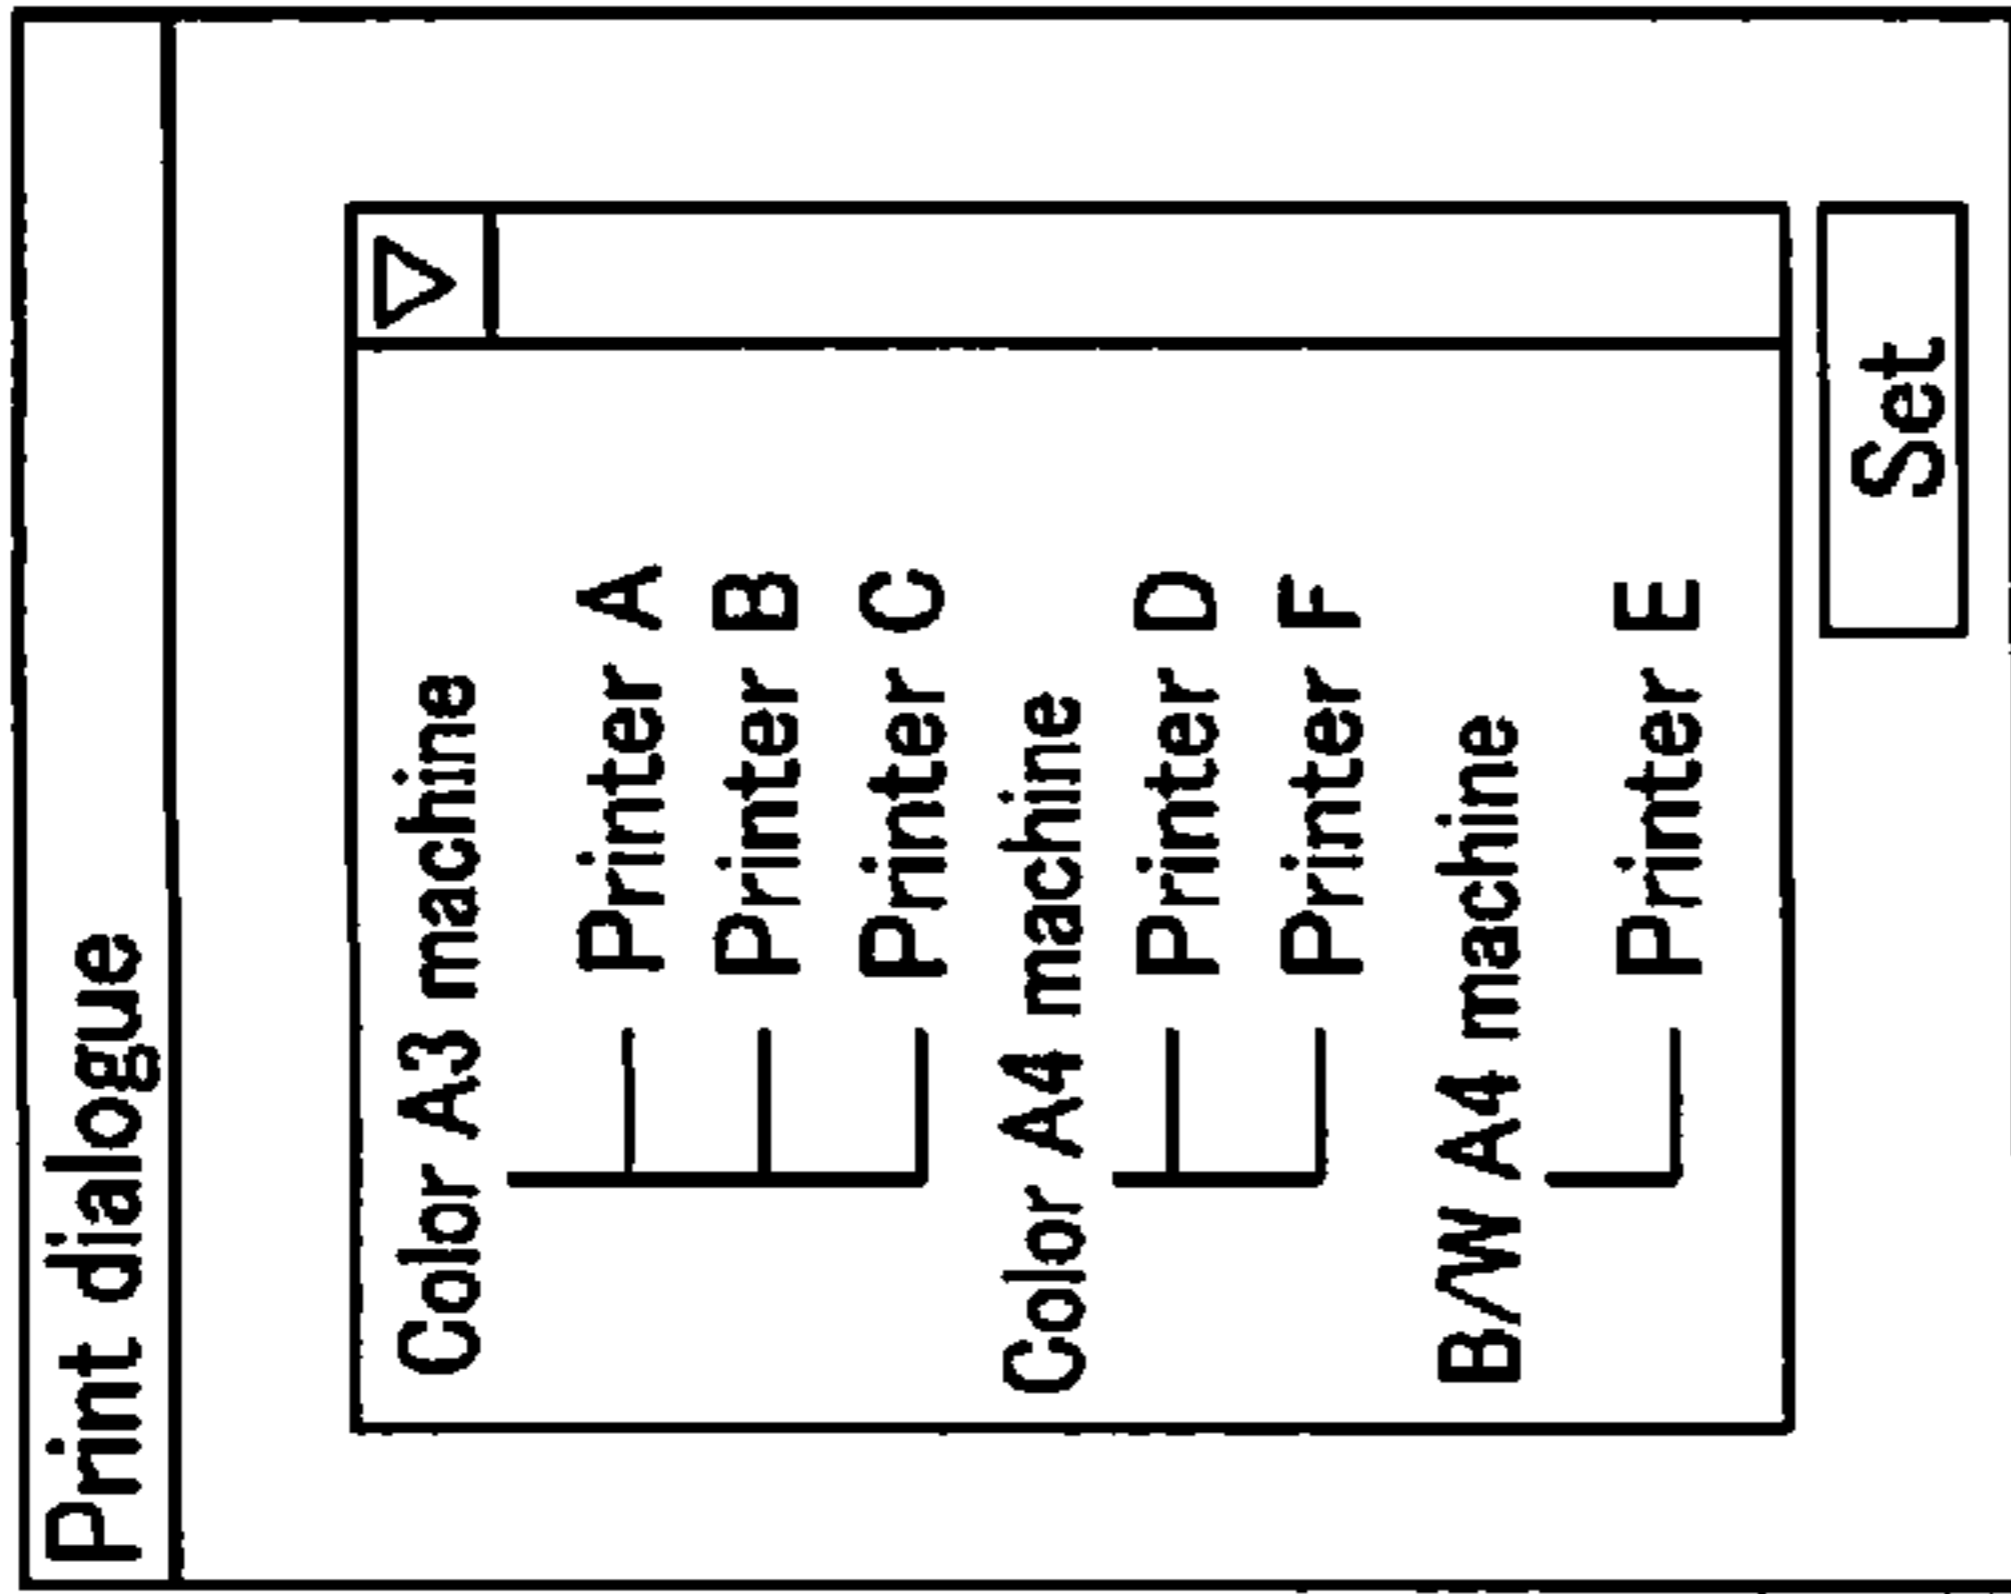 Print dialogue
Color A3 machine
Printer A
Printer B
Printer C
Color A4 machine
Printer D
Printer F
B/W A4 machine
Printer E
Set